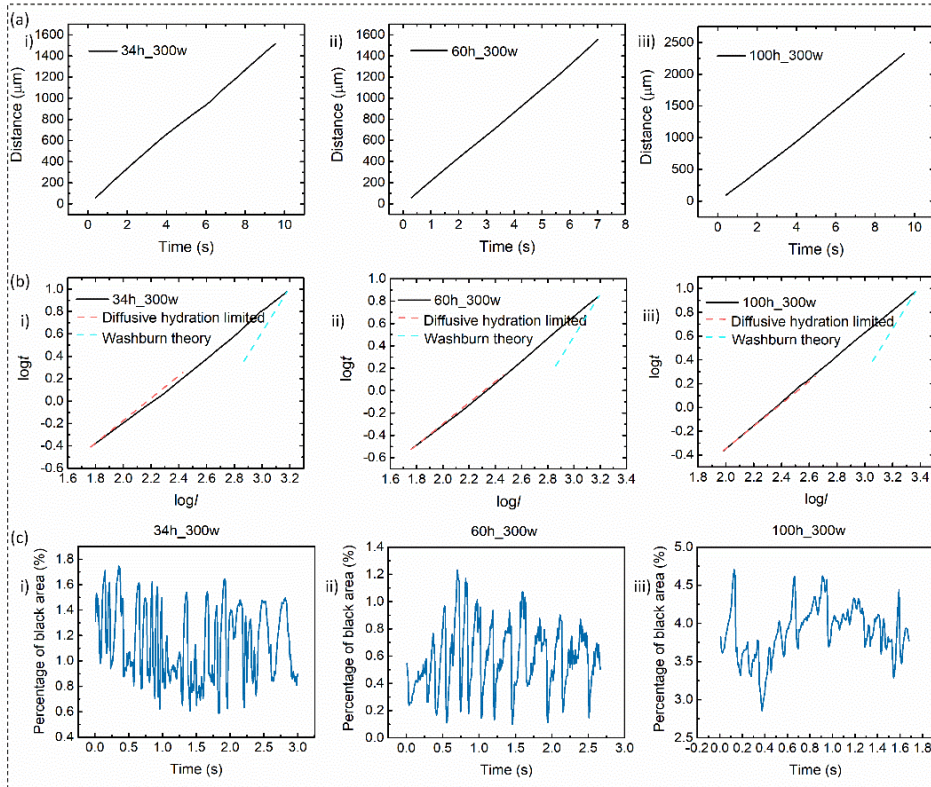 (a)
i)
34h_300w
1600
1400
1200
1000
800
600
400
200
0
Distance (μm)
0 2 4 6 8 10
Time (s)
ii)
60h_300w
1800
1600
1400
1200
1000
800
600
400
200
0
Distance (μm)
0 1 2 3 4 5 6 7 8
Time (s)
iii)
100h_300w
2500
2000
1500
1000
500
0
Distance (μm)
0 2 4 6 8 10
Time (s)
(b)
i)
34h_300w
Diffusive hydration limited
Washburn theory
1.0
0.8
0.6
0.4
0.2
0.0
-0.2
-0.4
-0.6
logt
1.6 1.8 2.0 2.2 2.4 2.6 2.8 3.0 3.2
logl
ii)
60h_300w
Diffusive hydration limited
Washburn theory
1.0
0.8
0.6
0.4
0.2
0.0
-0.2
-0.4
-0.6
logt
1.6 1.8 2.0 2.2 2.4 2.6 2.8 3.0 3.2 3.4
logl
iii)
100h_300w
Diffusive hydration limited
Washburn theory
1.0
0.8
0.6
0.4
0.2
0.0
-0.2
-0.4
logt
1.8 2.0 2.2 2.4 2.6 2.8 3.0 3.2 3.4
logl
(c)
34h_300w
i)
1.8
1.6
1.4
1.2
1.0
0.8
0.6
0.4
Percentage of black area (%)
0.0 0.5 1.0 1.5 2.0 2.5 3.0
Time (s)
60h_300w
ii)
1.4
1.2
1.0
0.8
0.6
0.4
0.2
0.0
Percentage of black area (%)
0.0 0.5 1.0 1.5 2.0 2.5 3.0
Time (s)
100h_300w
iii)
5.0
4.5
4.0
3.5
3.0
2.5
Percentage of black area (%)
-0.2 0.0 0.2 0.4 0.6 0.8 1.0 1.2 1.4 1.6 1.8
Time (s)